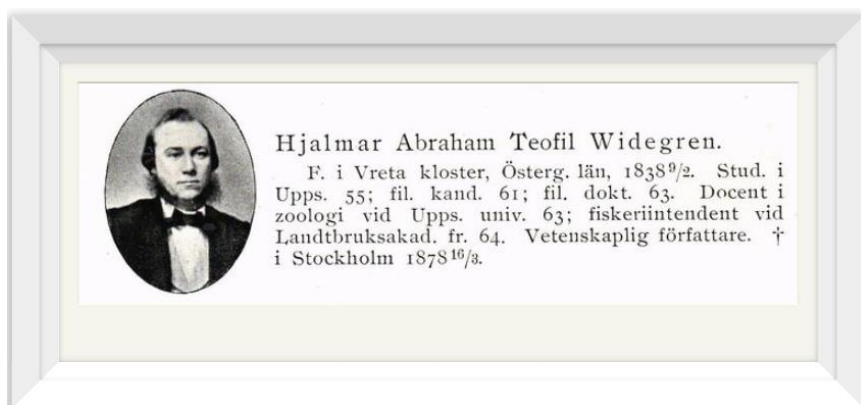 Hjalmar Abraham Teofil Widegren.
F. i Vreta kloster, Österg. län, 1838 9/2. Stud. i
Upps. 55; fil. kand. 61; fil. dokt. 63. Docent i
zoologi vid Upps. univ. 63; fiskeriintendent vid
Landtbruksakad. fr. 64. Vetenskaplig författare. †
i Stockholm 1878 16/3.